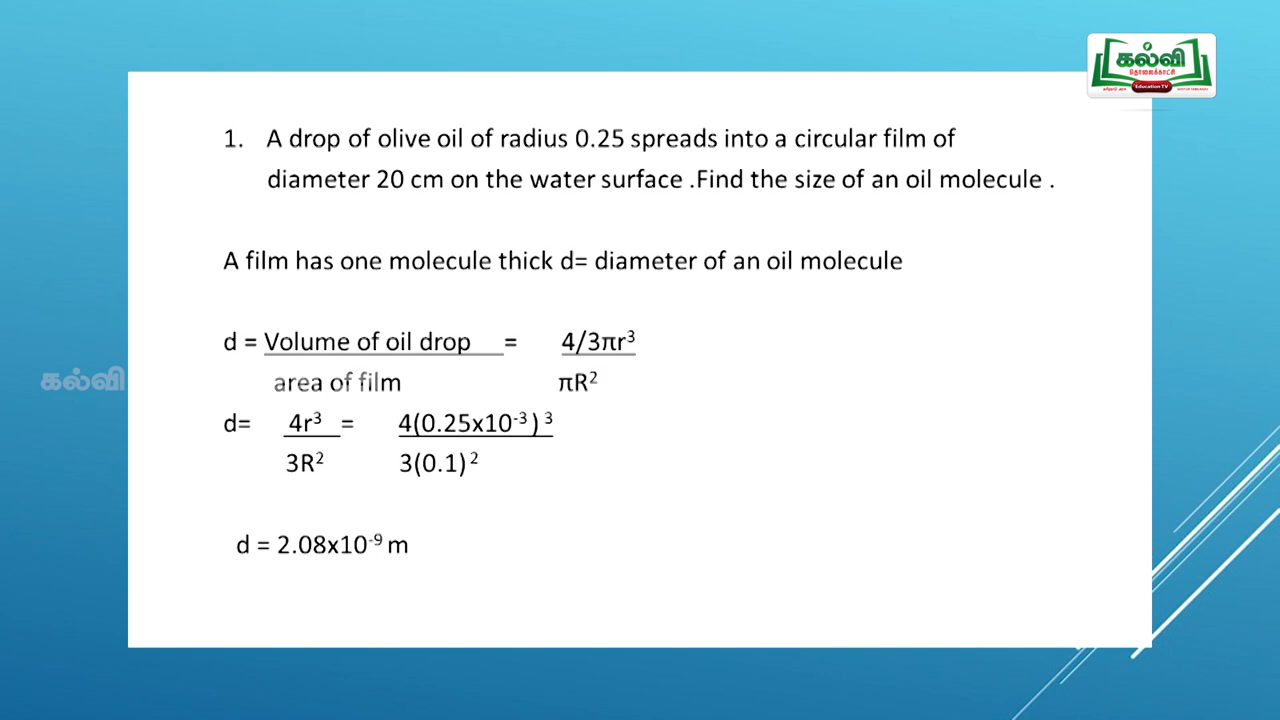 கல்வி
தொலைக்காட்சி
Education TV
1. A drop of olive oil of radius 0.25 spreads into a circular film of
diameter 20 cm on the water surface .Find the size of an oil molecule .
A film has one molecule thick d= diameter of an oil molecule
d = Volume of oil drop = 4/3πr³
area of film πR²
கல்வி
d= 4r³ = 4(0.25x10⁻³)³
3R² 3(0.1)²
d = 2.08x10⁻⁹ m